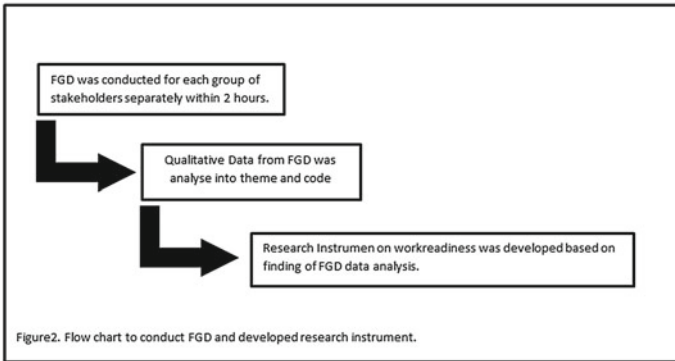 FGD was conducted for each group of
stakeholders separately within 2 hours.
Qualitative Data from FGD was
analyse into theme and code
Research Instrumen on workreadiness was developed based on
finding of FGD data analysis.
Figure2. Flow chart to conduct FGD and developed research instrument.